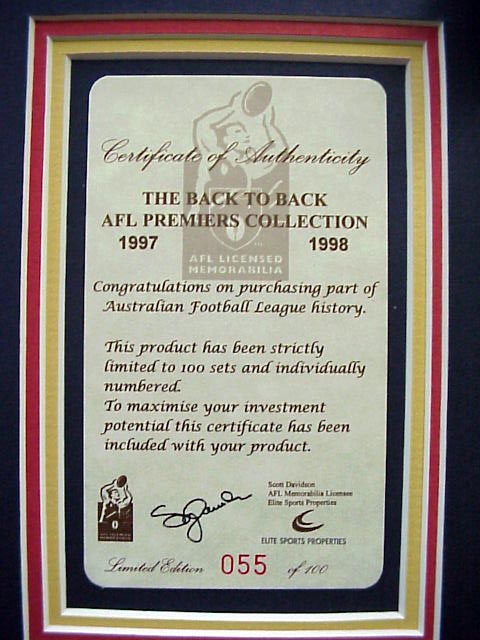 Certificate of Authenticity
THE BACK TO BACK
AFL PREMIERS COLLECTION
1997 1998
AFL LICENSED
MEMORABILIA
Congratulations on purchasing part of
Australian Football League history.
This product has been strictly
limited to 100 sets and individually
numbered.
To maximise your investment
potential this certificate has been
included with your product.
Scott Davidson
AFL Memorabilia Licensee
Elite Sports Properties
ELITE SPORTS PROPERTIES
Limited Edition 055 of 100